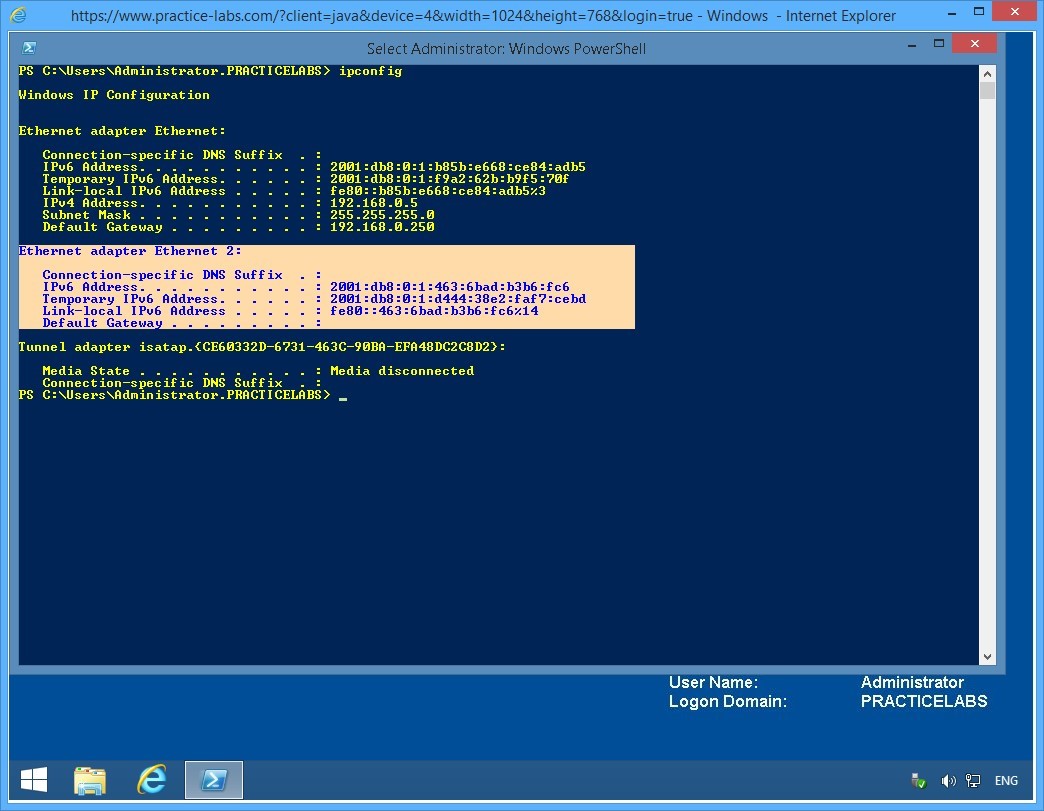 https://www.practice-labs.com/?client=java&device=4&width=1024&height=768&login=true - Windows - Internet Explorer
Select Administrator: Windows PowerShell
PS C:\Users\Administrator.PRACTICELABS> ipconfig
Windows IP Configuration
Ethernet adapter Ethernet:
Connection-specific DNS Suffix . :
IPv6 Address. . . . . . . . . . . : 2001:db8:0:1:b85b:e668:ce84:adb5
Temporary IPv6 Address. . . . . . : 2001:db8:0:1:f9a2:62b:b9f5:70f
Link-local IPv6 Address . . . . . : fe80::b85b:e668:ce84:adb5%3
IPv4 Address. . . . . . . . . . . : 192.168.0.5
Subnet Mask . . . . . . . . . . . : 255.255.255.0
Default Gateway . . . . . . . . . : 192.168.0.250
Ethernet adapter Ethernet 2:
Connection-specific DNS Suffix . :
IPv6 Address. . . . . . . . . . . : 2001:db8:0:1:463:6bad:b3b6:fc6
Temporary IPv6 Address. . . . . . : 2001:db8:0:1:d444:38e2:faf7:cebd
Link-local IPv6 Address . . . . . : fe80::463:6bad:b3b6:fc6%14
Default Gateway . . . . . . . . . :
Tunnel adapter isatap.{CE60332D-6731-463C-90BA-EFA48DC2C8D2}:
Media State . . . . . . . . . . . : Media disconnected
Connection-specific DNS Suffix . :
PS C:\Users\Administrator.PRACTICELABS> _
User Name: Administrator
Logon Domain: PRACTICELABS
ENG